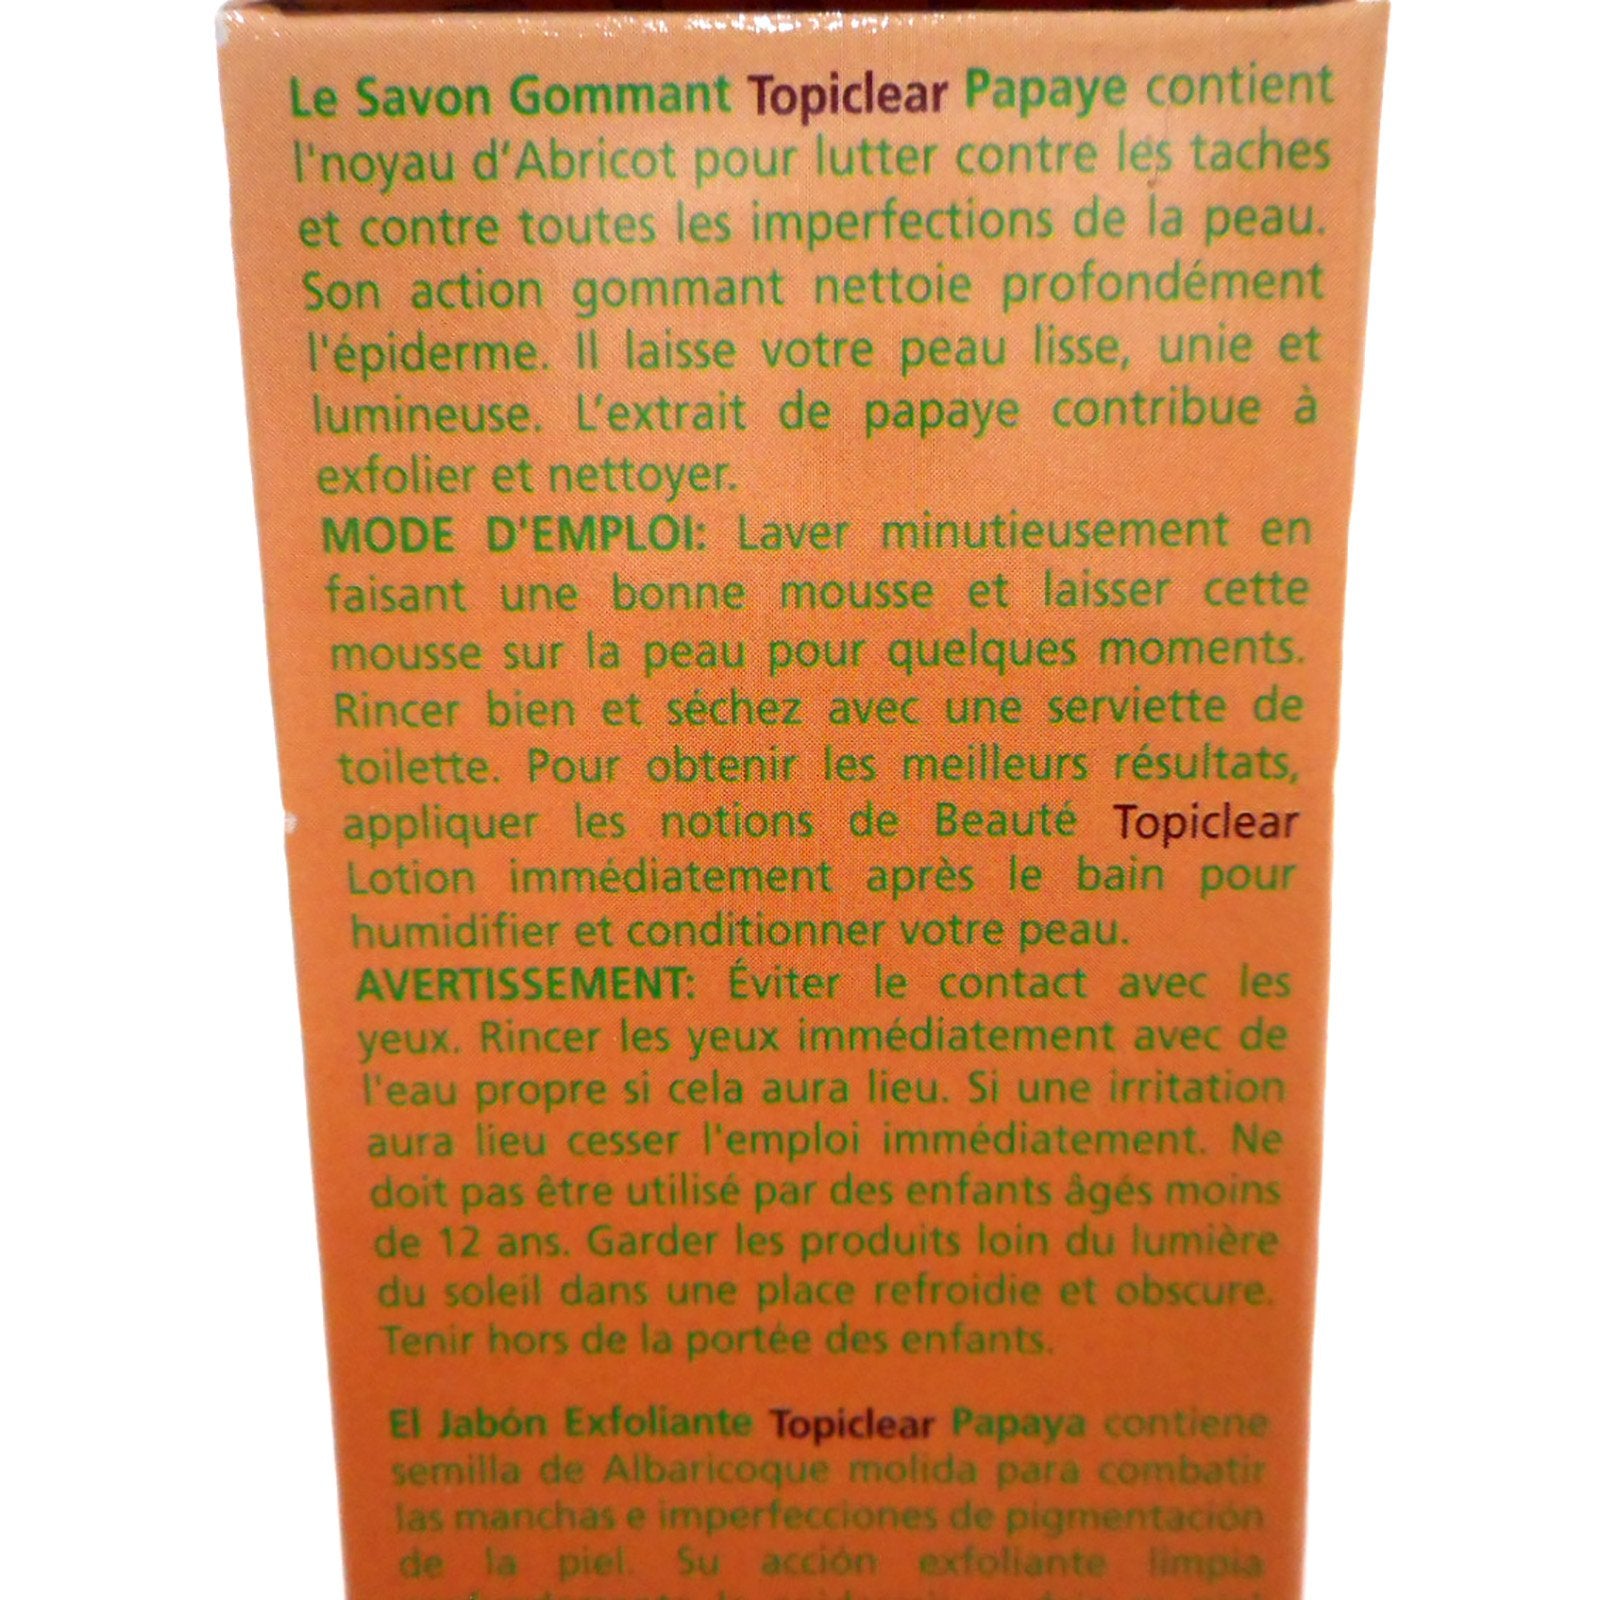 Le Savon Gommant Topiclear Papaye contient
l'noyau d'Abricot pour lutter contre les taches
et contre toutes les imperfections de la peau.
Son action gommant nettoie profondément
l'épiderme. Il laisse votre peau lisse, unie et
lumineuse. L'extrait de papaye contribue à
exfolier et nettoyer.
MODE D'EMPLOI: Laver minutieusement en
faisant une bonne mousse et laisser cette
mousse sur la peau pour quelques moments.
Rincer bien et séchez avec une serviette de
toilette. Pour obtenir les meilleurs résultats,
appliquer les notions de Beauté Topiclear
Lotion immédiatement après le bain pour
humidifier et conditionner votre peau.
AVERTISSEMENT: Éviter le contact avec les
yeux. Rincer les yeux immédiatement avec de
l'eau propre si cela aura lieu. Si une irritation
aura lieu cesser l'emploi immédiatement. Ne
doit pas être utilisé par des enfants âgés moins
de 12 ans. Garder les produits loin du lumière
du soleil dans une place refroidie et obscure.
Tenir hors de la portée des enfants.
El Jabón Exfoliante Topiclear Papaya contiene
semilla de Albaricoque molida para combatir
las manchas e imperfecciones de pigmentación
de la piel. Su acción exfoliante limpia